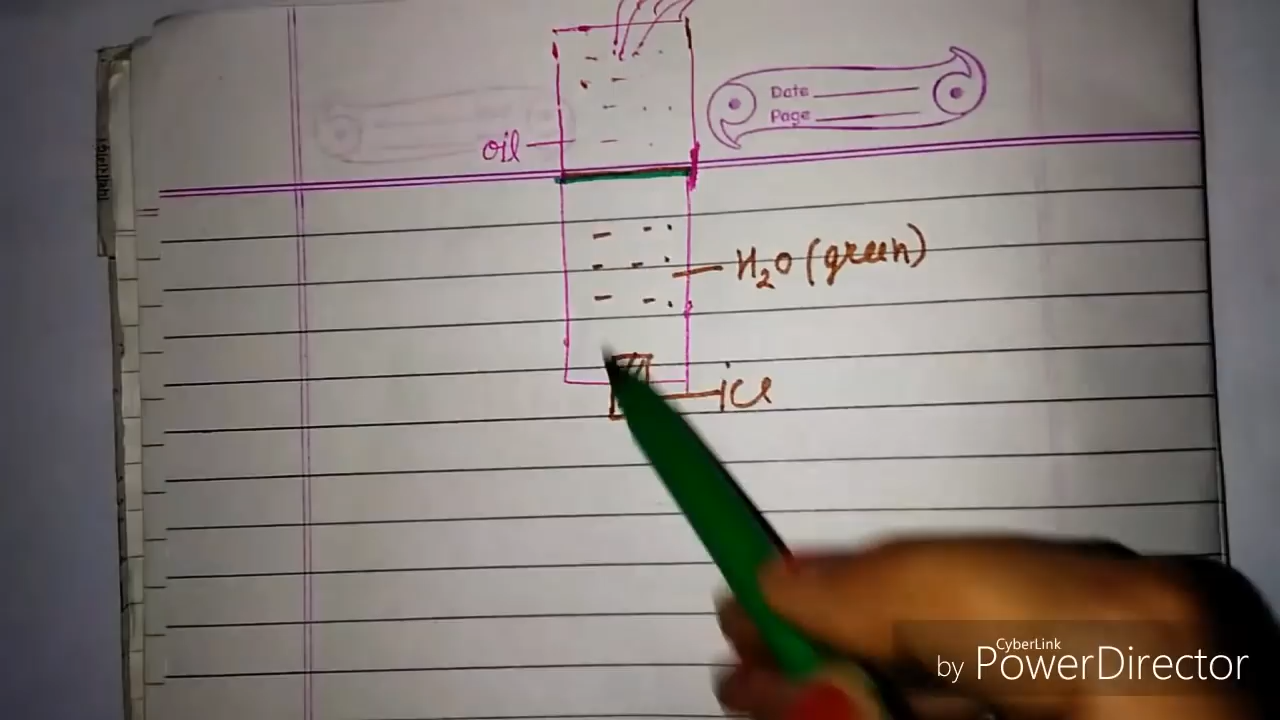 Date
Page
oil
H₂O (green)
ice
CyberLink
by PowerDirector